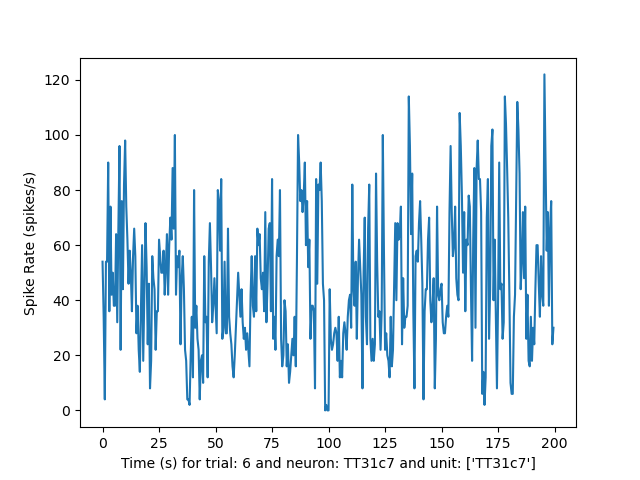 120
100
80
60
40
20
0
Spike Rate (spikes/s)
0 25 50 75 100 125 150 175 200
Time (s) for trial: 6 and neuron: TT31c7 and unit: ['TT31c7']